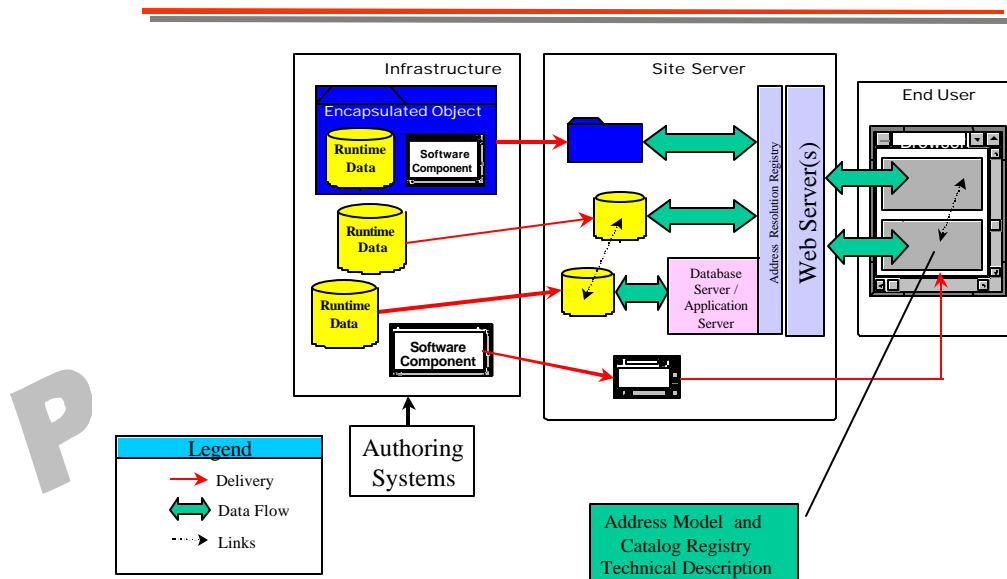 Infrastructure
Encapsulated Object
Runtime
Data
Software
Component
Runtime
Data
Runtime
Data
Software
Component
Authoring
Systems
Site Server
Database
Server /
Application
Server
Address Resolution Registry
Web Server(s)
End User
Browser
Legend
Delivery
Data Flow
Links
P
Address Model and
Catalog Registry
Technical Description